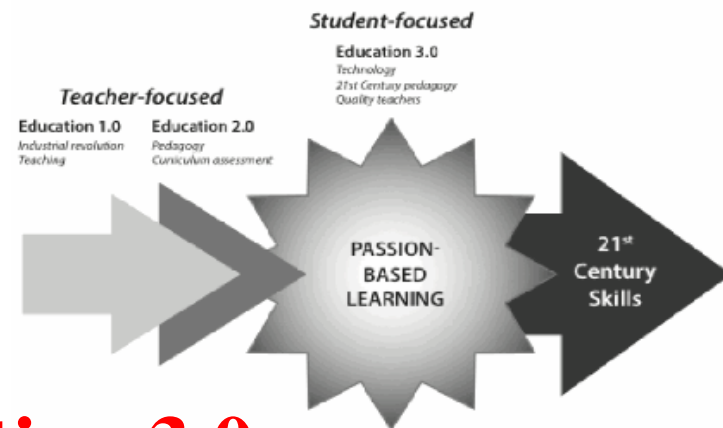 Student-focused
Education 3.0
Technology
21st Century pedagogy
Quality teachers
Teacher-focused
Education 1.0
Industrial revolution
Teaching
Education 2.0
Pedagogy
Curriculum assessment
PASSION-
BASED
LEARNING
21st
Century
Skills